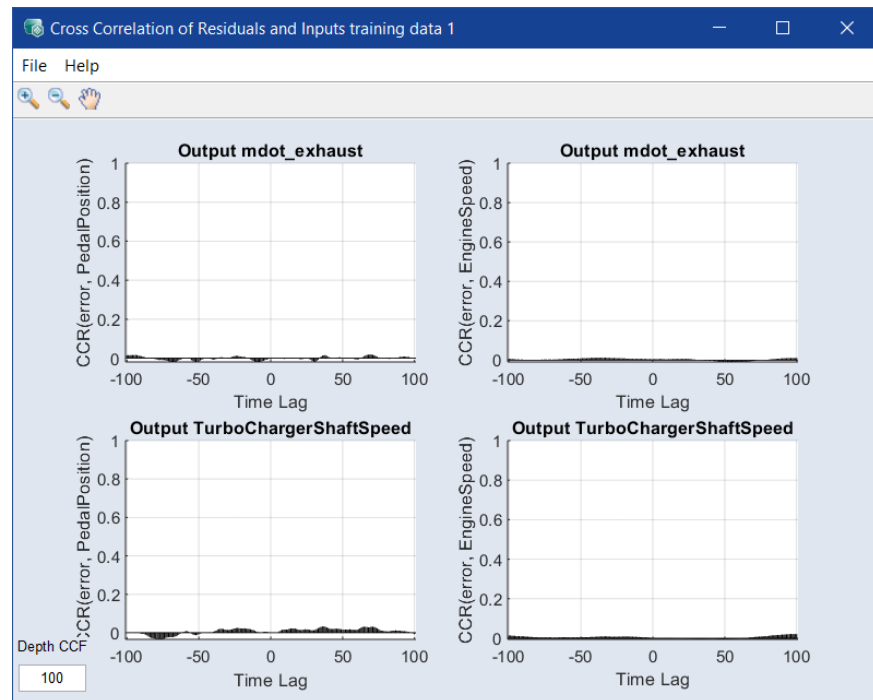 Cross Correlation of Residuals and Inputs training data 1
File Help
Output mdot_exhaust
CCR(error, PedalPosition)
1
0.8
0.6
0.4
0.2
0
-100 -50 0 50 100
Time Lag
Output mdot_exhaust
CCR(error, EngineSpeed)
1
0.8
0.6
0.4
0.2
0
-100 -50 0 50 100
Time Lag
Output TurboChargerShaftSpeed
CCR(error, PedalPosition)
1
0.8
0.6
0.4
0.2
0
-100 -50 0 50 100
Time Lag
Output TurboChargerShaftSpeed
CCR(error, EngineSpeed)
1
0.8
0.6
0.4
0.2
0
-100 -50 0 50 100
Time Lag
Depth CCF
100